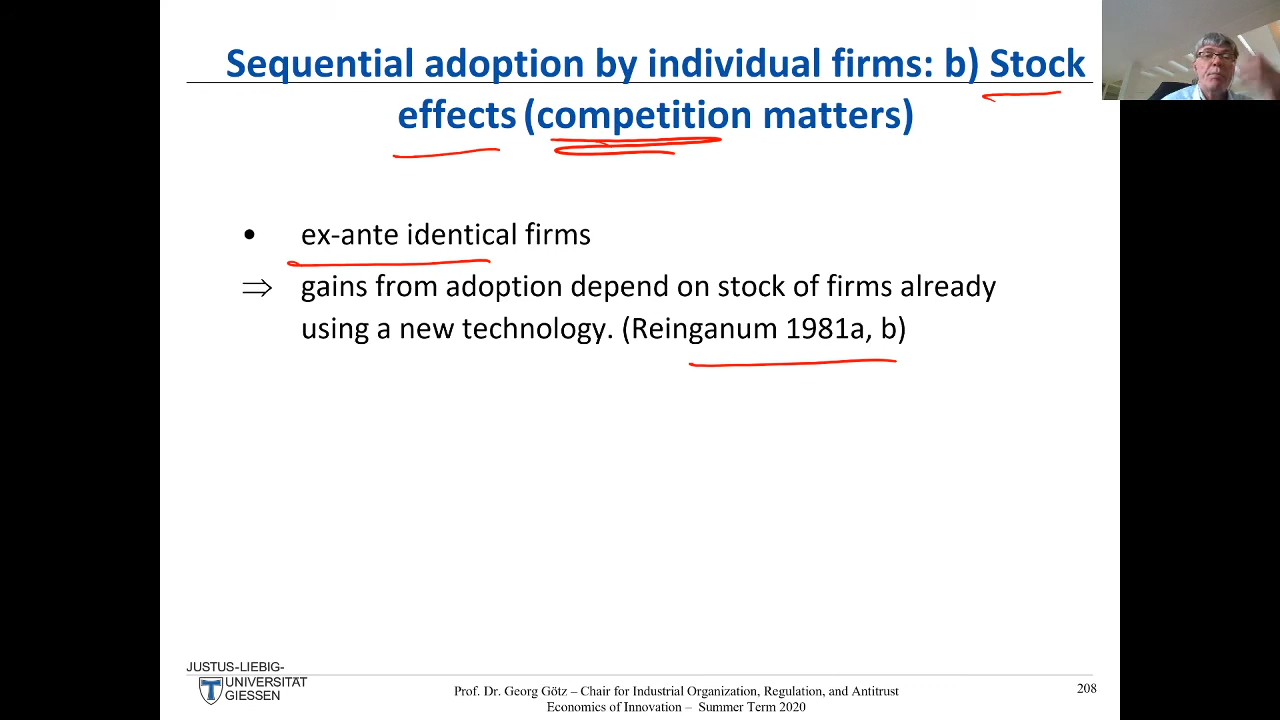 Sequential adoption by individual firms: b) Stock
effects (competition matters)
• ex-ante identical firms
⇒ gains from adoption depend on stock of firms already
using a new technology. (Reinganum 1981a, b)
JUSTUS-LIEBIG-
UNIVERSITÄT
GIESSEN
Prof. Dr. Georg Götz – Chair for Industrial Organization, Regulation, and Antitrust
Economics of Innovation – Summer Term 2020
208